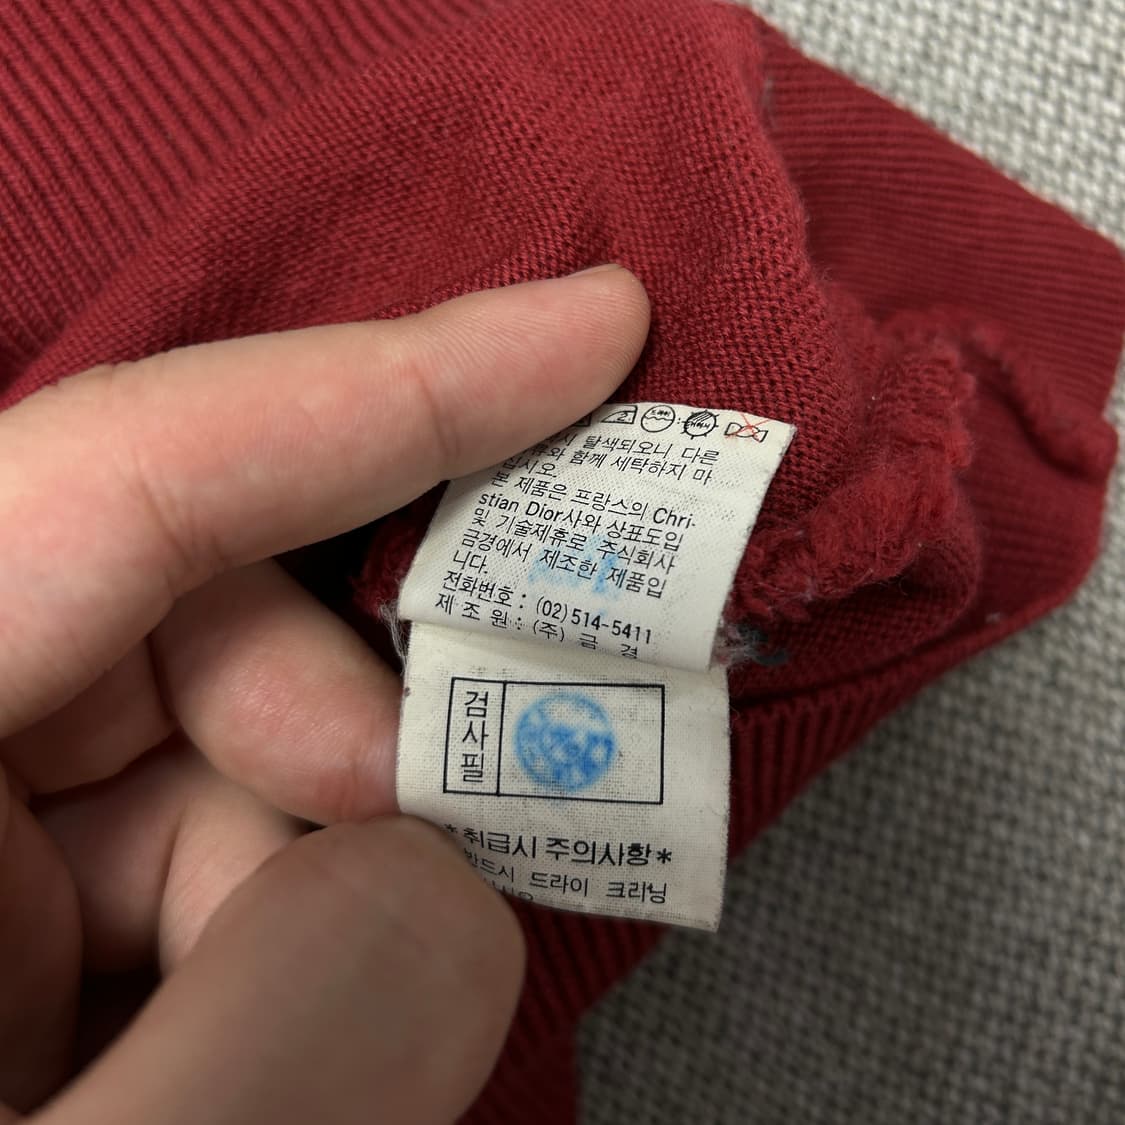 탈색되오니 다른
함께 세탁하지 마
십시오.
본 제품은 프랑스의 Chri-
stian Dior사와 상표도입
및 기술제휴로 주식회사
금경에서 제조한 제품입
니다.
전화번호: (02)514-5411
제 조 원: (주) 금 경
검사필
*취급시 주의사항*
반드시 드라이 크리닝